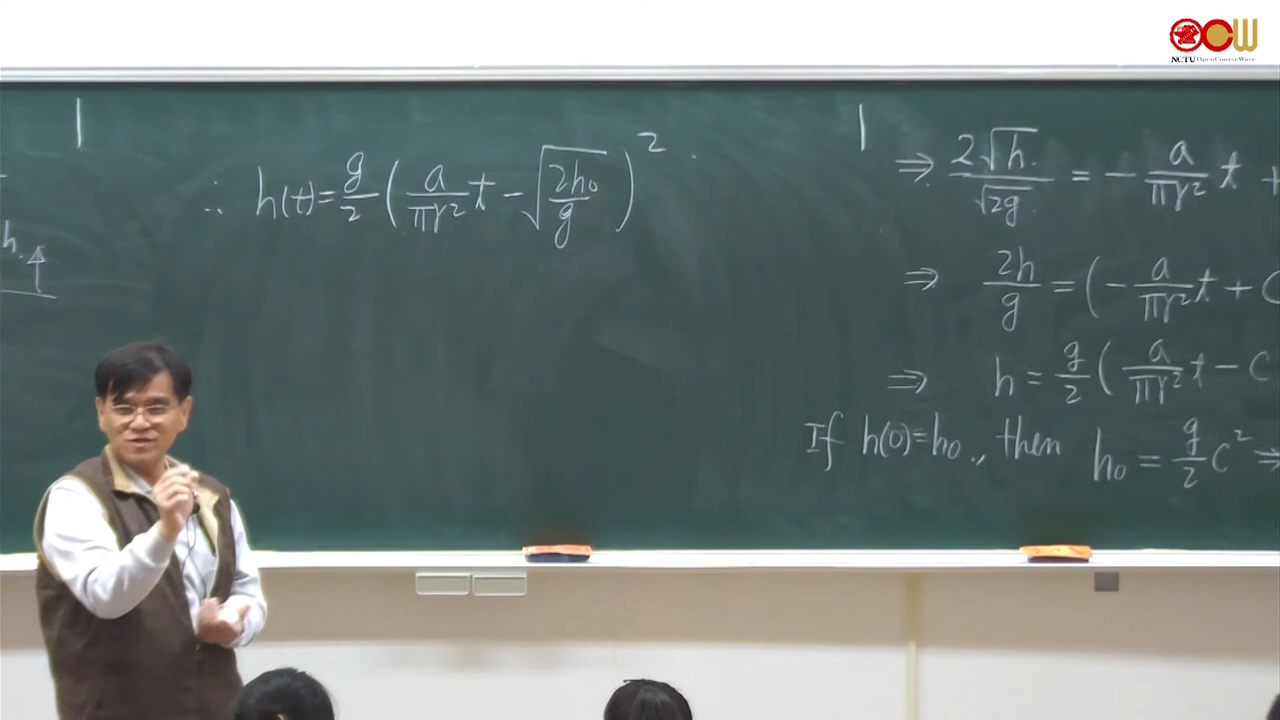 OCW
NCTU OpenCourseWare
h.
∴ h(t) = g/2 ( a/πr² t − √(2h₀/g) )² .
⇒ 2√h / √2g = − a/πr² t +
⇒ 2h/g = ( − a/πr² t + C
⇒ h = g/2 ( a/πr² t − C
If h(0) = h₀ , then h₀ = g/2 C² ⇒